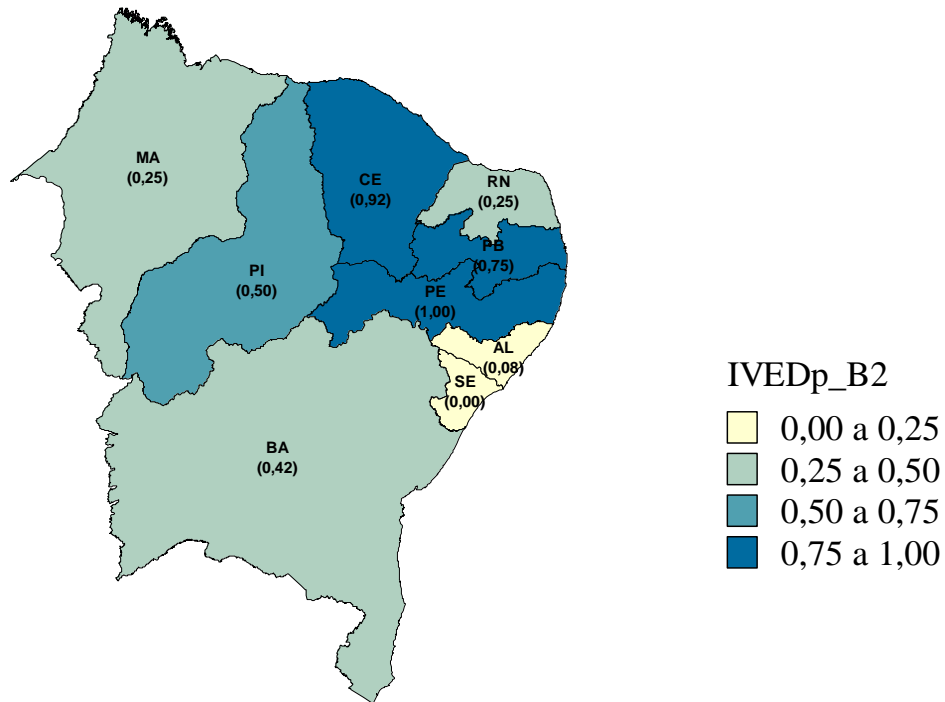 MA
(0,25)
CE
(0,92)
RN
(0,25)
PB
(0,75)
PI
(0,50)
PE
(1,00)
AL
(0,08)
SE
(0,00)
BA
(0,42)
IVEDp_B2
0,00 a 0,25
0,25 a 0,50
0,50 a 0,75
0,75 a 1,00